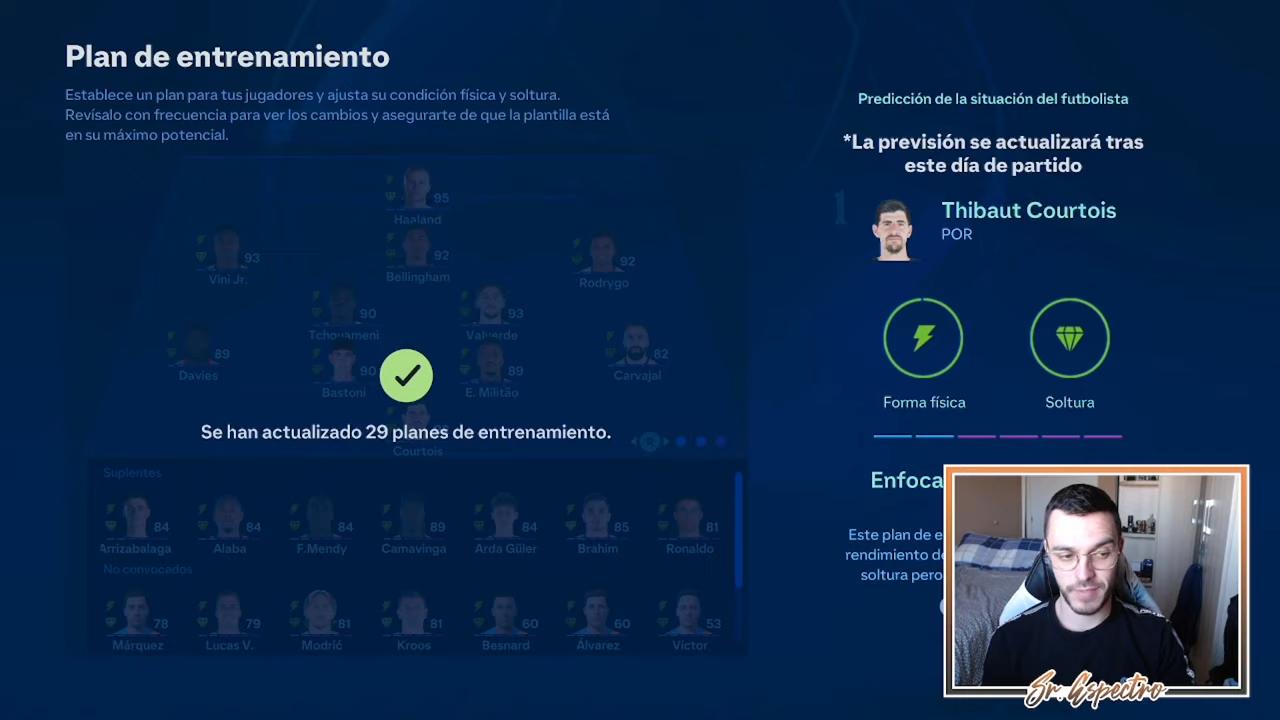 Plan de entrenamiento
Establece un plan para tus jugadores y ajusta su condición física y soltura.
Revísalo con frecuencia para ver los cambios y asegurarte de que la plantilla está
en su máximo potencial.
Predicción de la situación del futbolista
*La previsión se actualizará tras
este día de partido
1
Thibaut Courtois
POR
95
Haaland
93
Vini Jr.
92
Bellingham
92
Rodrygo
90
Tchouameni
93
Valverde
89
Davies
90
Bastoni
89
E. Militão
82
Carvajal
Se han actualizado 29 planes de entrenamiento.
Courtois
Forma física
Soltura
Suplentes
84
84
84
89
84
85
81
Arrizabalaga
Alaba
F.Mendy
Camavinga
Arda Güler
Brahim
Ronaldo
No convocados
78
79
81
81
60
60
53
Márquez
Lucas V.
Modrić
Kroos
Besnard
Álvarez
Víctor
Enfoca
Este plan de e
rendimiento de
soltura pero
Sr. Aspectro